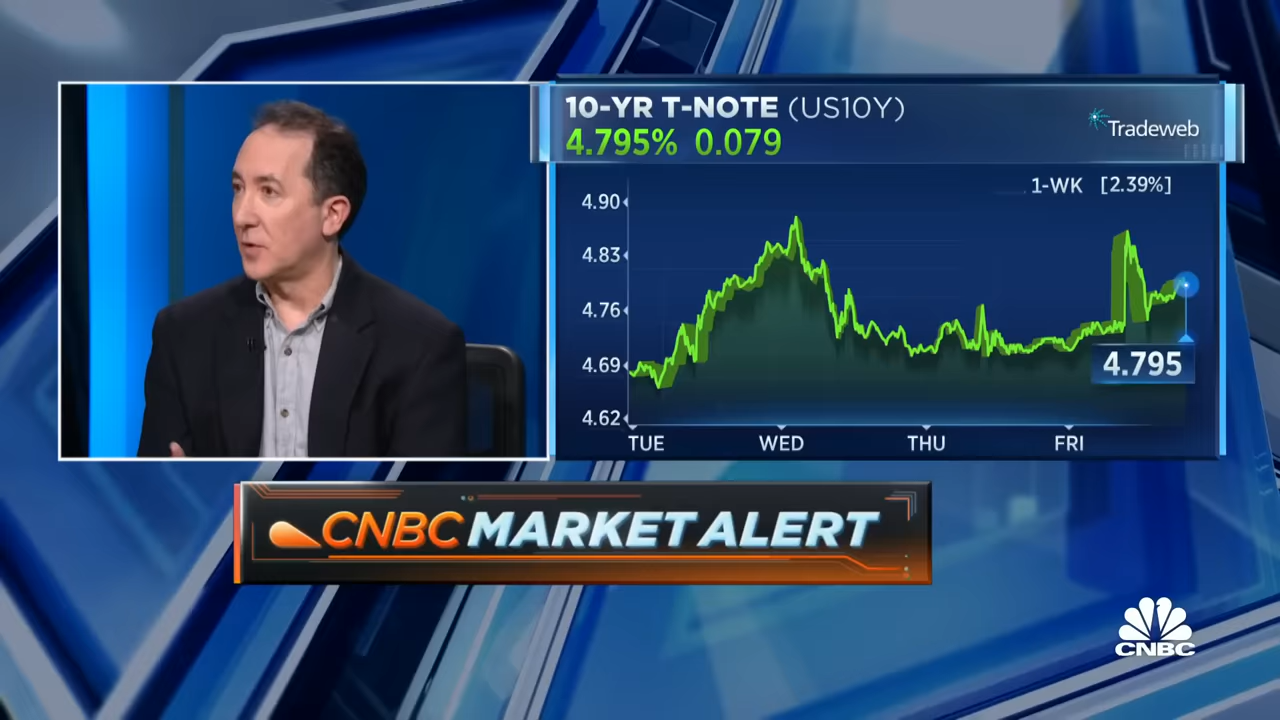 10-YR T-NOTE (US10Y)
4.795% 0.079
Tradeweb
1-WK [2.39%]
4.90
4.83
4.76
4.69
4.62
4.795
TUE WED THU FRI
CNBC MARKET ALERT
CNBC